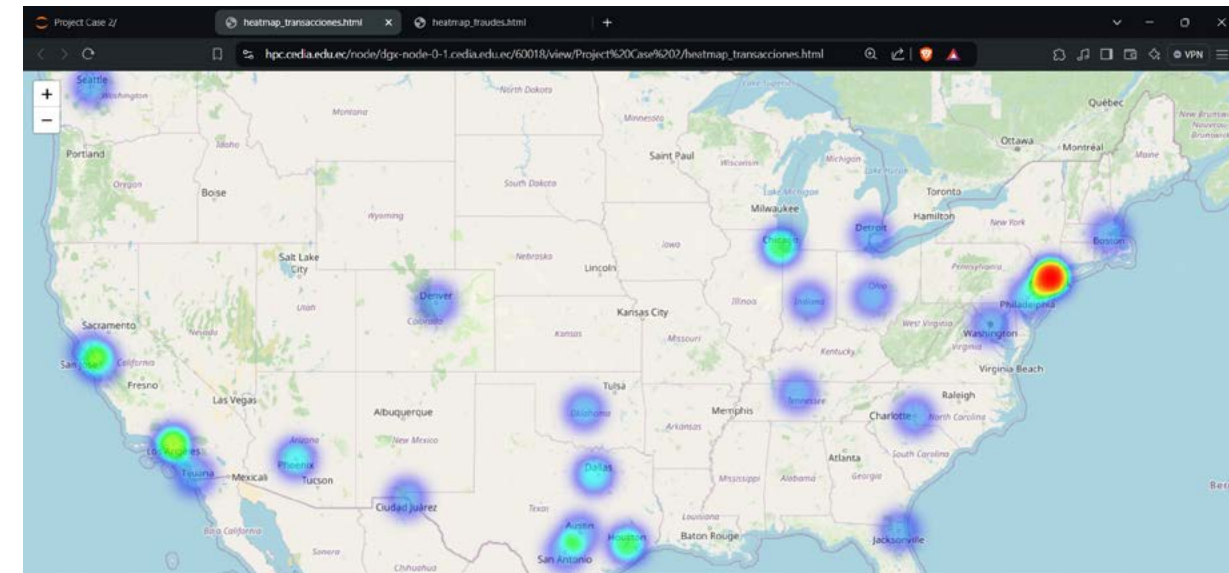 Project Case 2/
heatmap_transacciones.html
heatmap_fraudes.html
hpc.cedia.edu.ec/node/dgx-node-0-1.cedia.edu.ec/60018/view/Project%20Case%202/heatmap_transacciones.html
VPN
+
−
Seattle
Washington
North Dakota
Montana
Minnesota
Québec
Ottawa
Montréal
Maine
New Brunswick
Portland
Idaho
Saint Paul
Wisconsin
Michigan
Lake Huron
Oregon
Boise
South Dakota
Lake Michigan
Toronto
Wyoming
Milwaukee
Hamilton
New York
Detroit
Chicago
Boston
Iowa
Salt Lake
City
Nebraska
Lincoln
Pennsylvania
Denver
Colorado
Utah
Illinois
Indiana
Ohio
Philadelphia
Kansas City
Sacramento
Nevada
Kansas
Missouri
West Virginia
Washington
Virginia
San Jose
California
Kentucky
Fresno
Virginia Beach
Las Vegas
Tulsa
Tennessee
Raleigh
Albuquerque
Oklahoma
Memphis
Charlotte
North Carolina
Arkansas
Los Angeles
Arizona
New Mexico
Phoenix
Dallas
Atlanta
South Carolina
Tijuana
Mexicali
Tucson
Mississippi
Alabama
Georgia
Ciudad Juárez
Texas
Baja California
Louisiana
Austin
Houston
Baton Rouge
Jacksonville
Sonora
San Antonio
Chihuahua